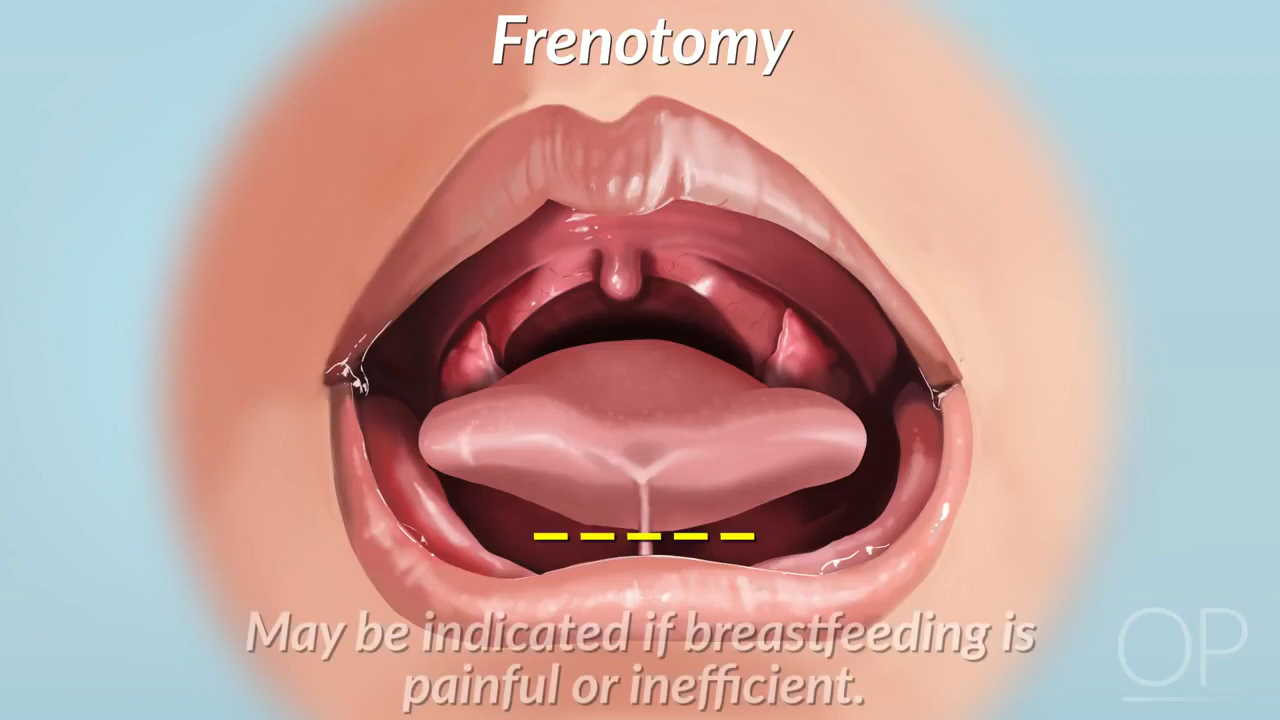 Frenotomy
May be indicated if breastfeeding is
painful or inefficient.
OP